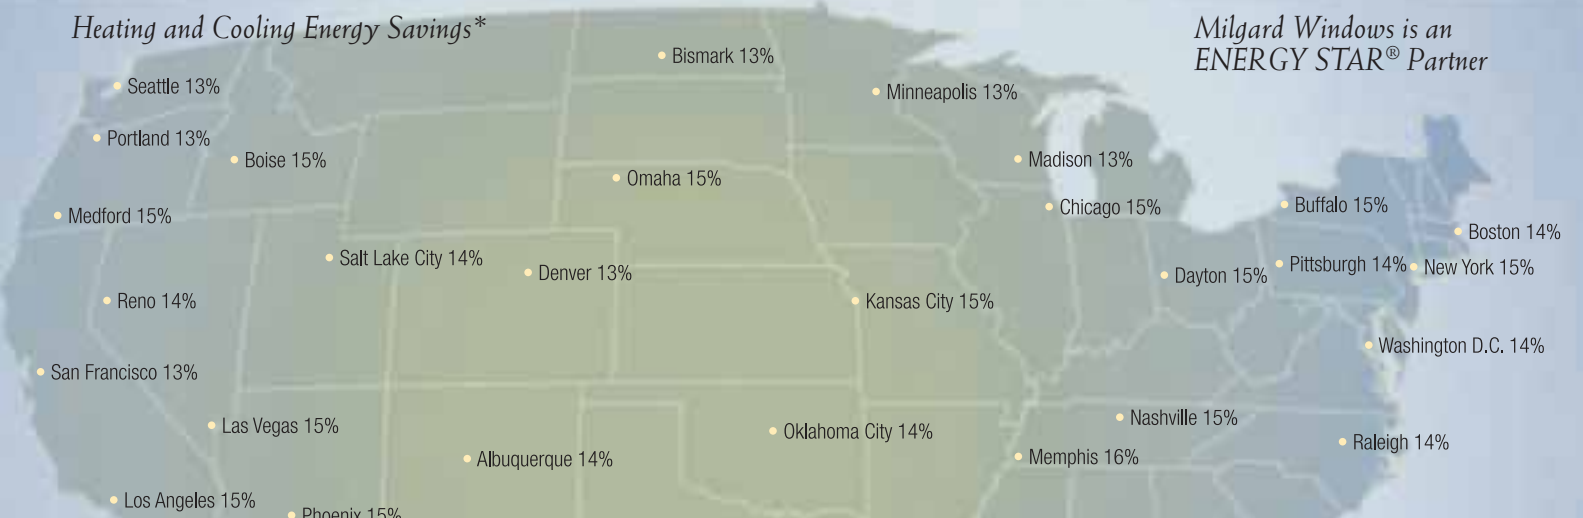 Heating and Cooling Energy Savings*
Milgard Windows is an
ENERGY STAR® Partner
Bismark 13%
Seattle 13%
Minneapolis 13%
Portland 13%
Boise 15%
Madison 13%
Omaha 15%
Chicago 15%
Buffalo 15%
Medford 15%
Boston 14%
Salt Lake City 14%
Denver 13%
Dayton 15%
Pittsburgh 14%
New York 15%
Reno 14%
Kansas City 15%
Washington D.C. 14%
San Francisco 13%
Las Vegas 15%
Nashville 15%
Oklahoma City 14%
Raleigh 14%
Albuquerque 14%
Memphis 16%
Los Angeles 15%
Phoenix 15%